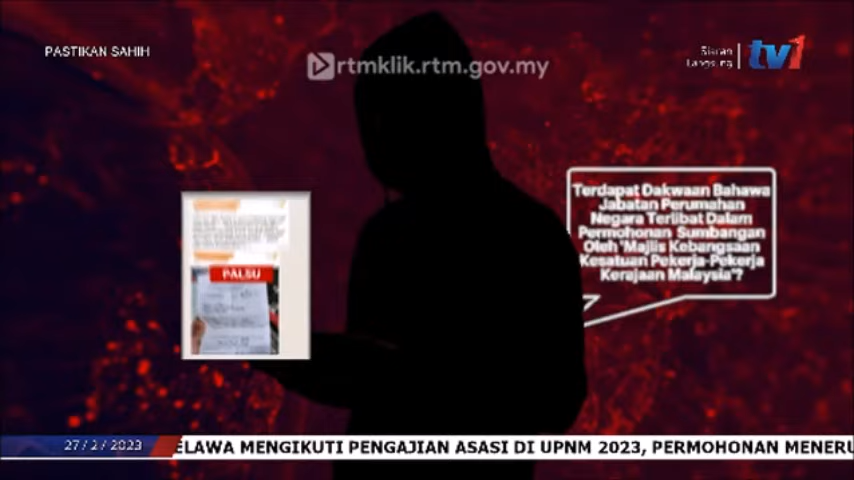 PASTIKAN SAHIH
rtmklik.rtm.gov.my
Siaran
Langsung
tv1
Terdapat Dakwaan Bahawa
Jabatan Perumahan
Negara Terlibat Dalam
Permohonan Sumbangan
Oleh 'Majlis Kebangsaan
Kesatuan Pekerja-Pekerja
Kerajaan Malaysia'?
PALSU
27/2/2023
ELAWA MENGIKUTI PENGAJIAN ASASI DI UPNM 2023, PERMOHONAN MENERU